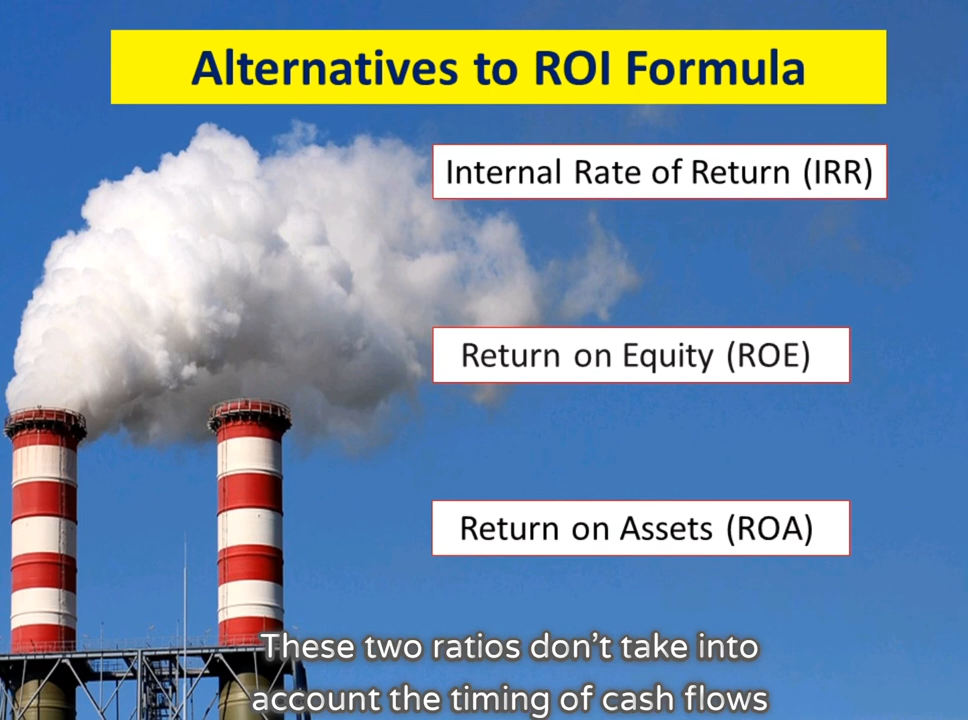 Alternatives to ROI Formula
Internal Rate of Return (IRR)
Return on Equity (ROE)
Return on Assets (ROA)
These two ratios don't take into
account the timing of cash flows